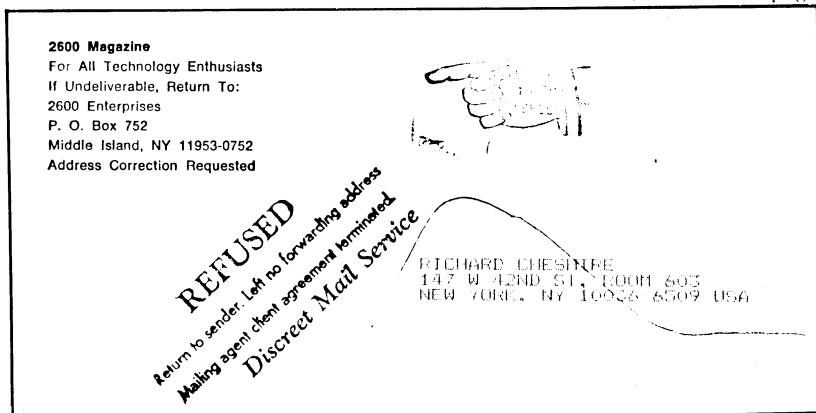 2600 Magazine
For All Technology Enthusiasts
If Undeliverable, Return To:
2600 Enterprises
P. O. Box 752
Middle Island, NY 11953-0752
Address Correction Requested
REFUSED
Return to sender. Left no forwarding address
Mailing agent client agreement terminated.
Discreet Mail Service
RICHARD CHESHIRE
147 W 42ND ST, ROOM 603
NEW YORK, NY 10036 6509 USA